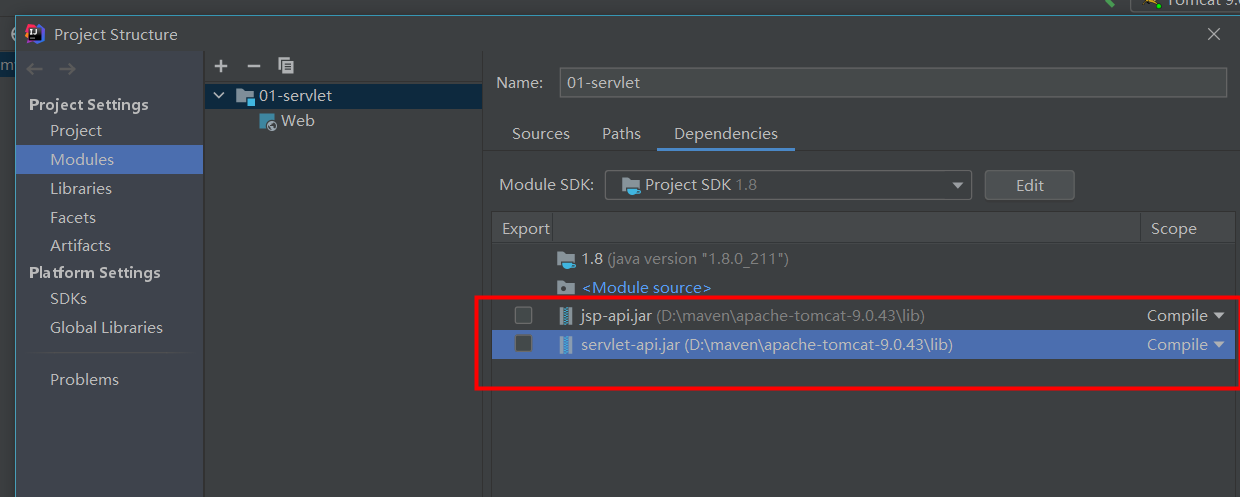 Tomcat 9.0
Project Structure
Name: 01-servlet
Project Settings
Project
Modules
Libraries
Facets
Artifacts
Platform Settings
SDKs
Global Libraries
Problems
01-servlet
Web
Sources Paths Dependencies
Module SDK: Project SDK 1.8 Edit
Export Scope
1.8 (java version "1.8.0_211")
<Module source>
jsp-api.jar (D:\maven\apache-tomcat-9.0.43\lib) Compile
servlet-api.jar (D:\maven\apache-tomcat-9.0.43\lib) Compile